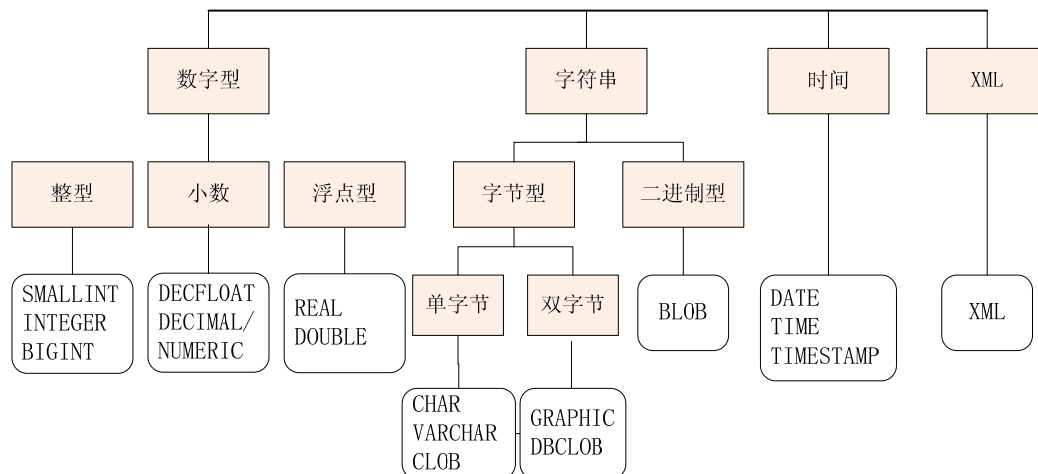 数字型
字符串
时间
XML
整型
小数
浮点型
字节型
二进制型
单字节
双字节
SMALLINT
INTEGER
BIGINT
DECFLOAT
DECIMAL/
NUMERIC
REAL
DOUBLE
BLOB
DATE
TIME
TIMESTAMP
XML
CHAR
VARCHAR
CLOB
GRAPHIC
DBCLOB